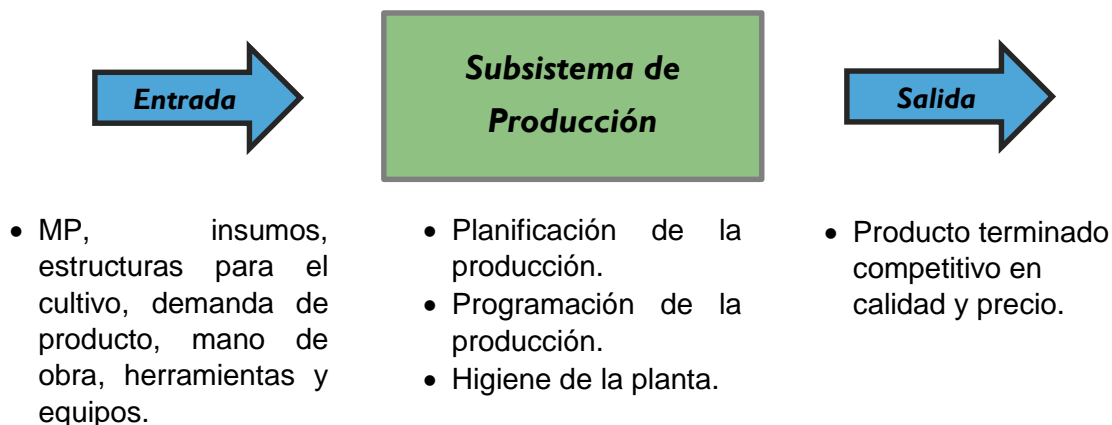 Entrada
Subsistema de
Producción
Salida
• MP, insumos,
estructuras para el
cultivo, demanda de
producto, mano de
obra, herramientas y
equipos.
• Planificación de la
producción.
• Programación de la
producción.
• Higiene de la planta.
• Producto terminado
competitivo en
calidad y precio.